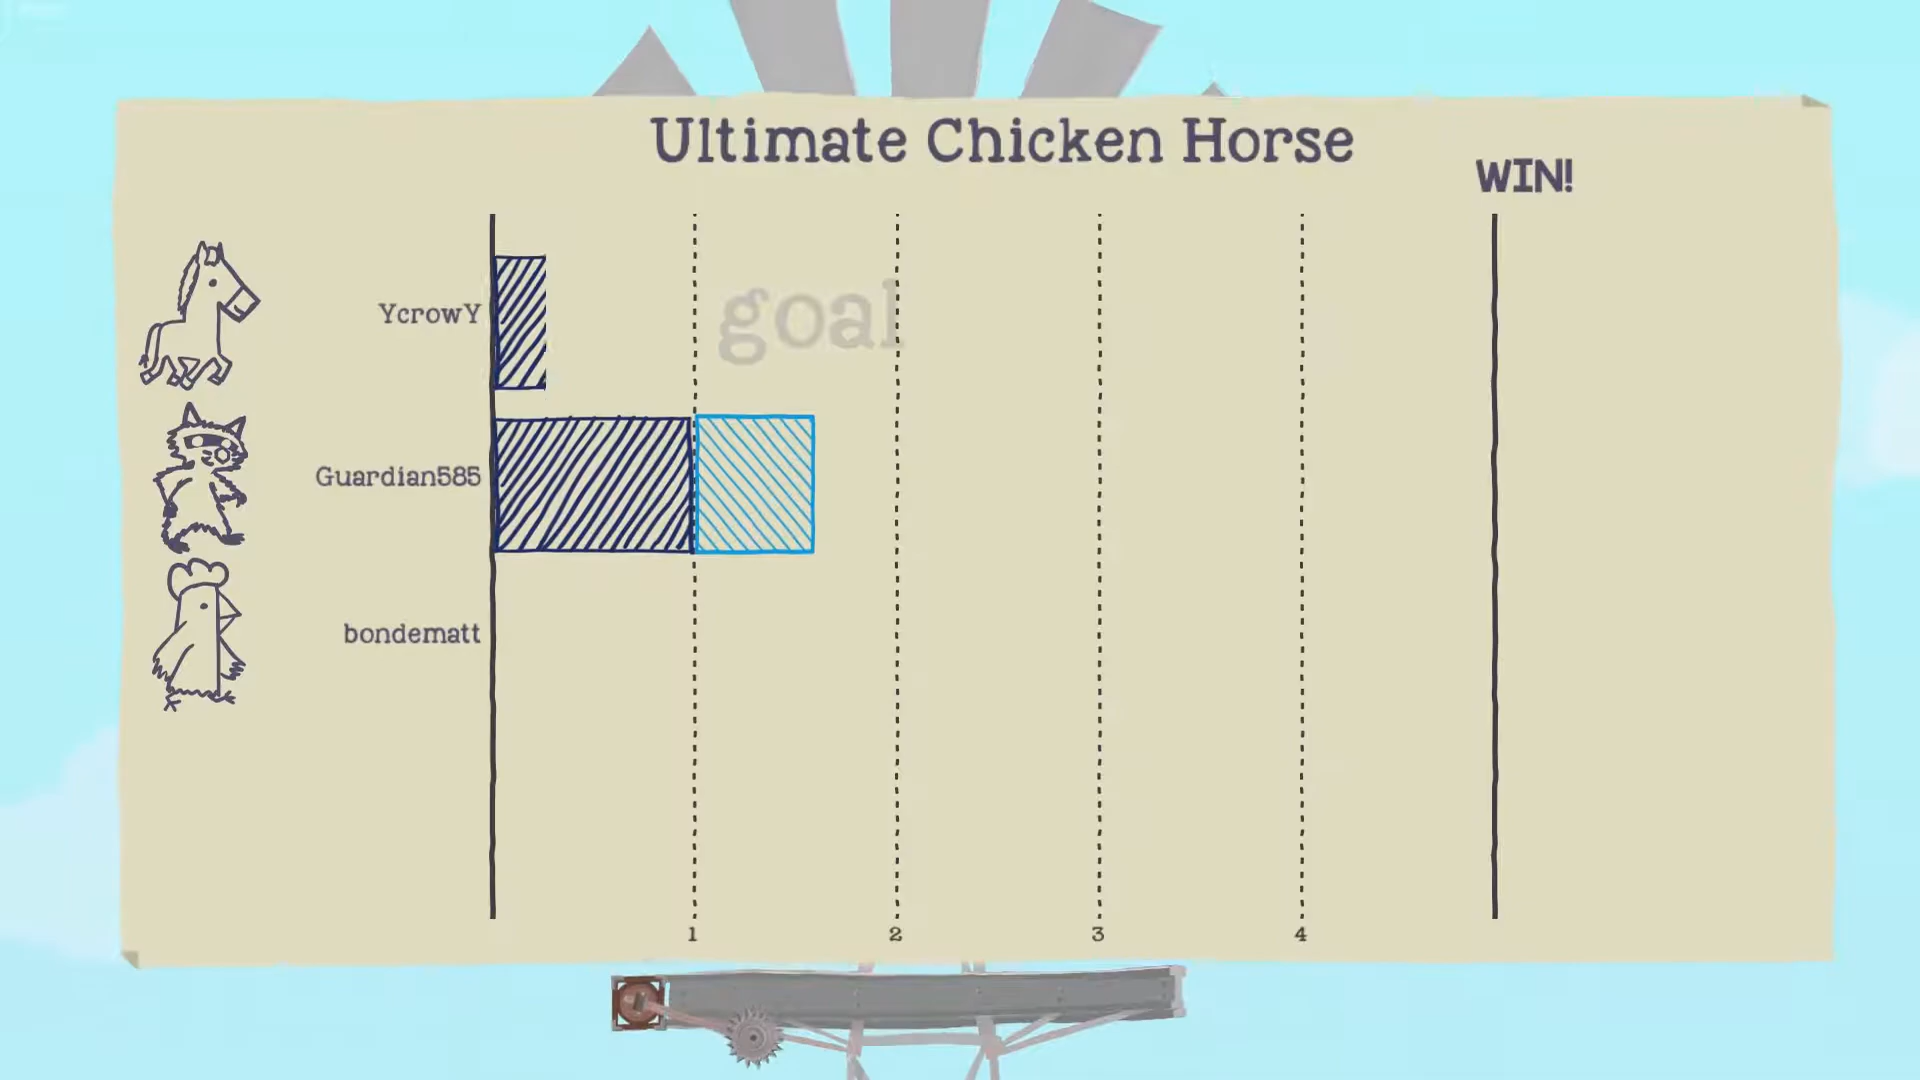 Ultimate Chicken Horse
WIN!
YcrowY
goal
Guardian585
bondematt
1 2 3 4